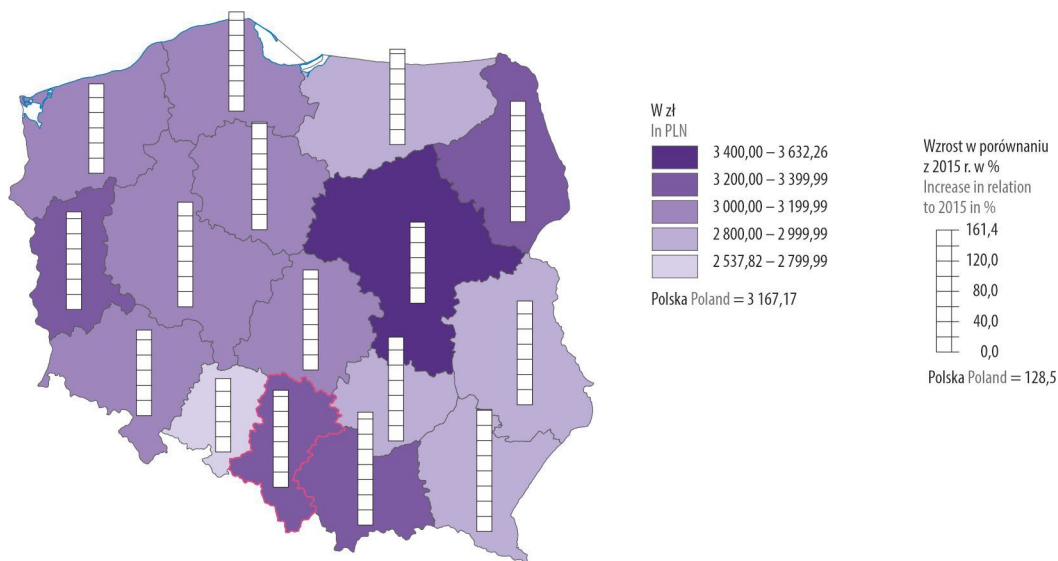 W zł
In PLN
3 400,00 – 3 632,26
3 200,00 – 3 399,99
3 000,00 – 3 199,99
2 800,00 – 2 999,99
2 537,82 – 2 799,99
Polska Poland = 3 167,17
Wzrost w porównaniu
z 2015 r. w %
Increase in relation
to 2015 in %
161,4
120,0
80,0
40,0
0,0
Polska Poland = 128,5